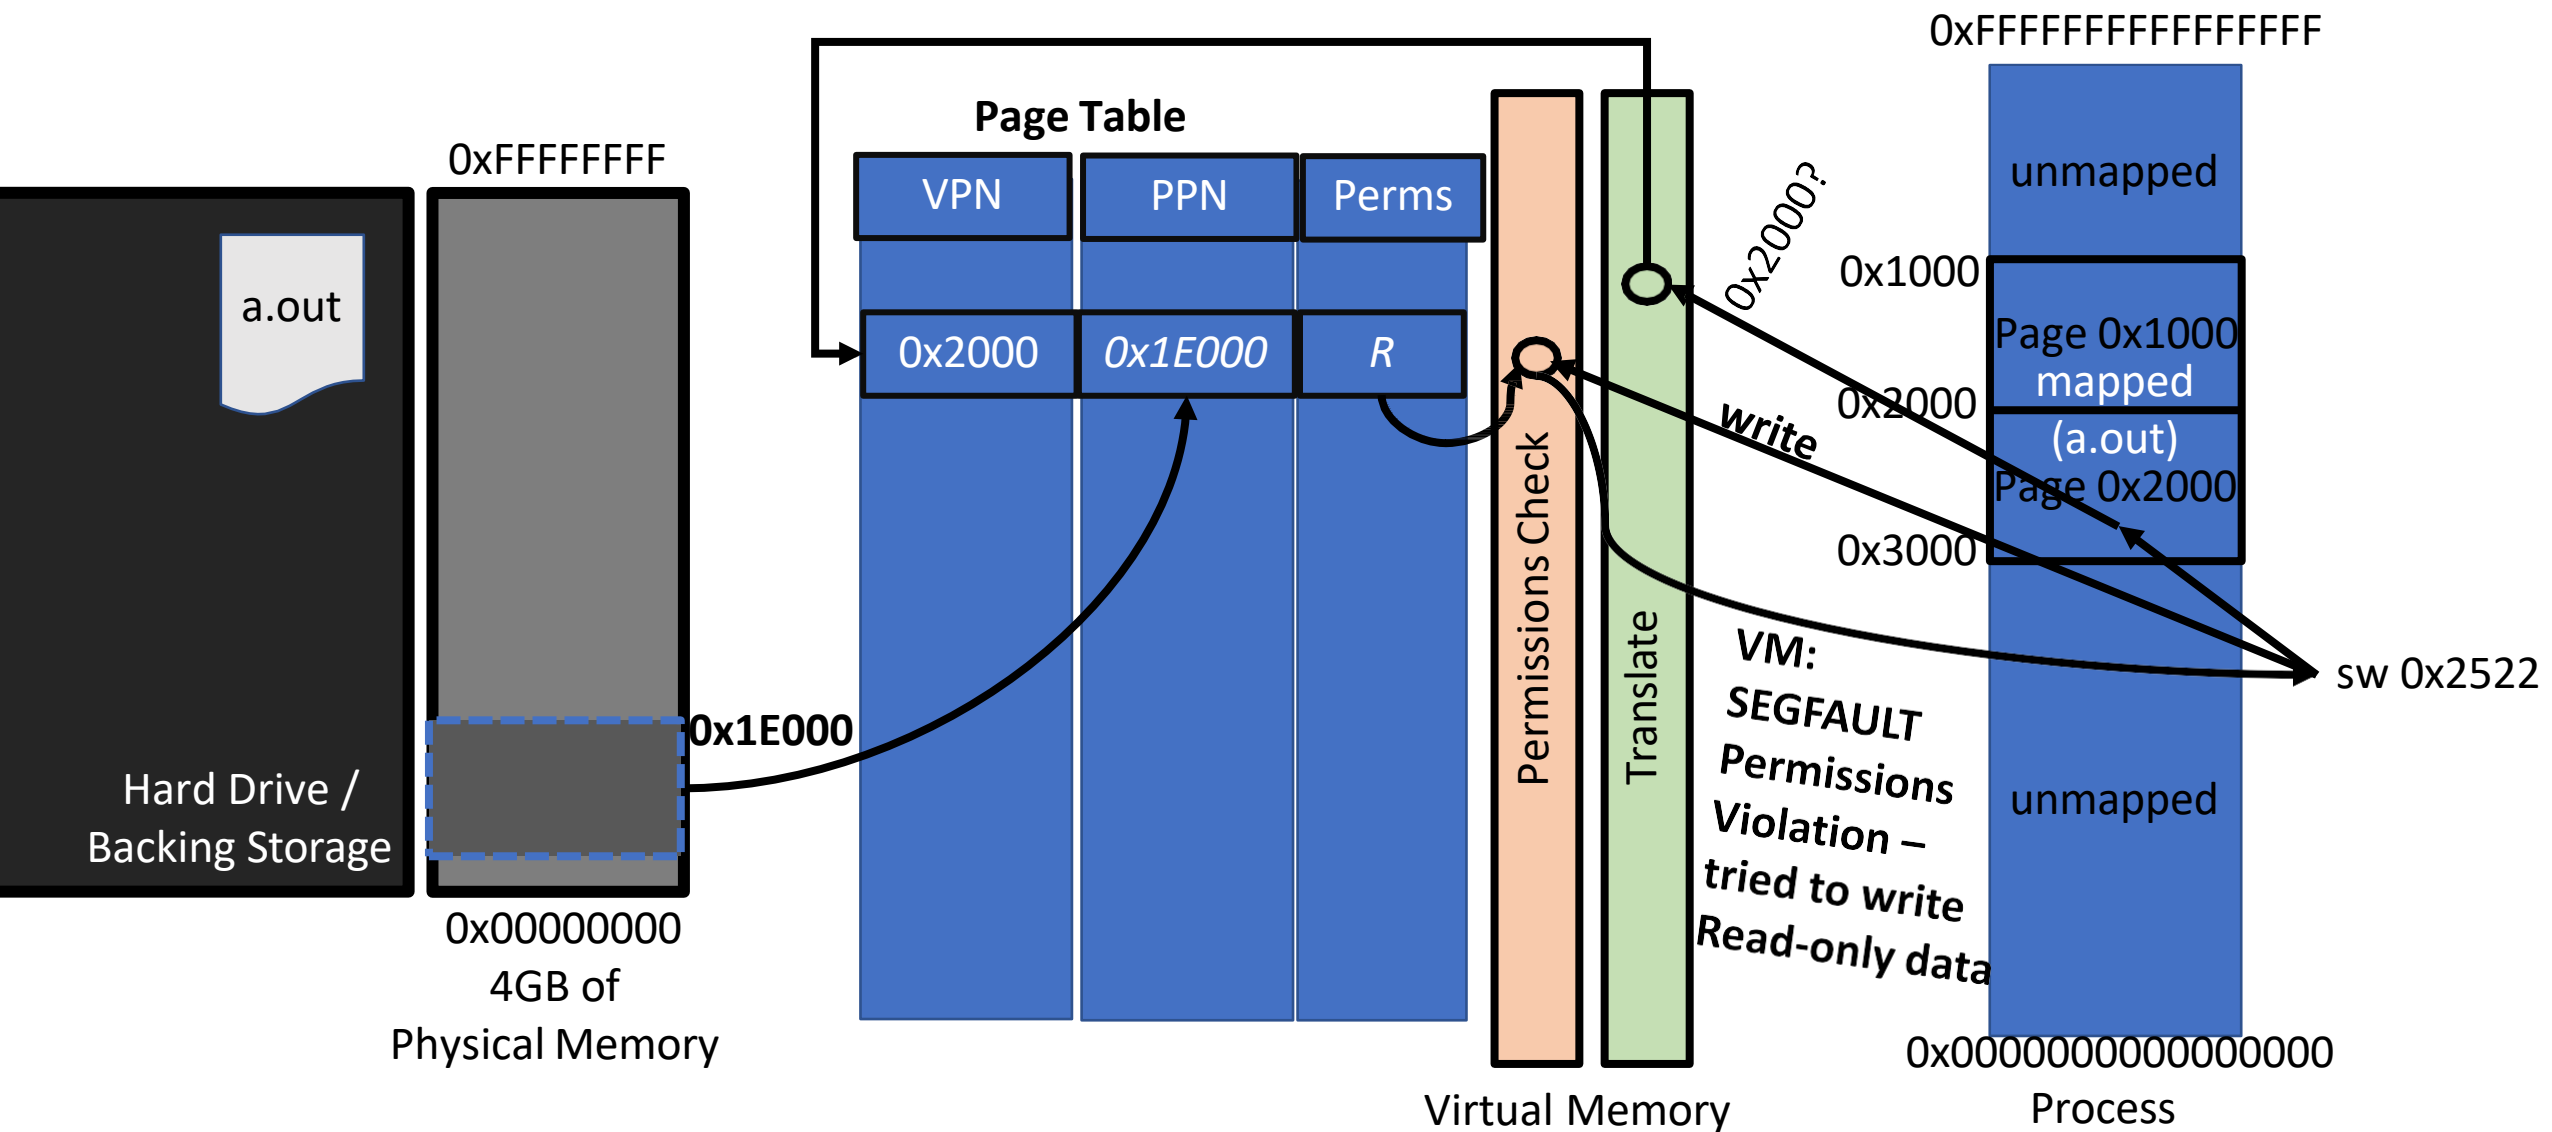 a.out
Hard Drive /
Backing Storage
0xFFFFFFFF
0x1E000
0x00000000
4GB of
Physical Memory
Page Table
VPN
PPN
Perms
0x2000
0x1E000
R
Permissions Check
Translate
Virtual Memory
0x2000?
write
VM:
SEGFAULT
Permissions
Violation –
tried to write
Read-only data
0xFFFFFFFFFFFFFFFF
unmapped
0x1000
Page 0x1000
mapped
0x2000
(a.out)
Page 0x2000
0x3000
sw 0x2522
unmapped
0x0000000000000000
Process